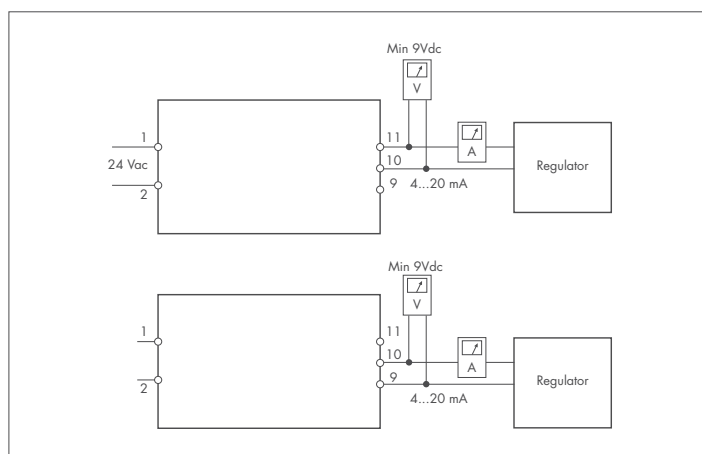 Min 9Vdc
V
1
11
A
10
24 Vac
Regulator
2
9
4...20 mA
Min 9Vdc
V
1
11
10
A
2
9
Regulator
4...20 mA